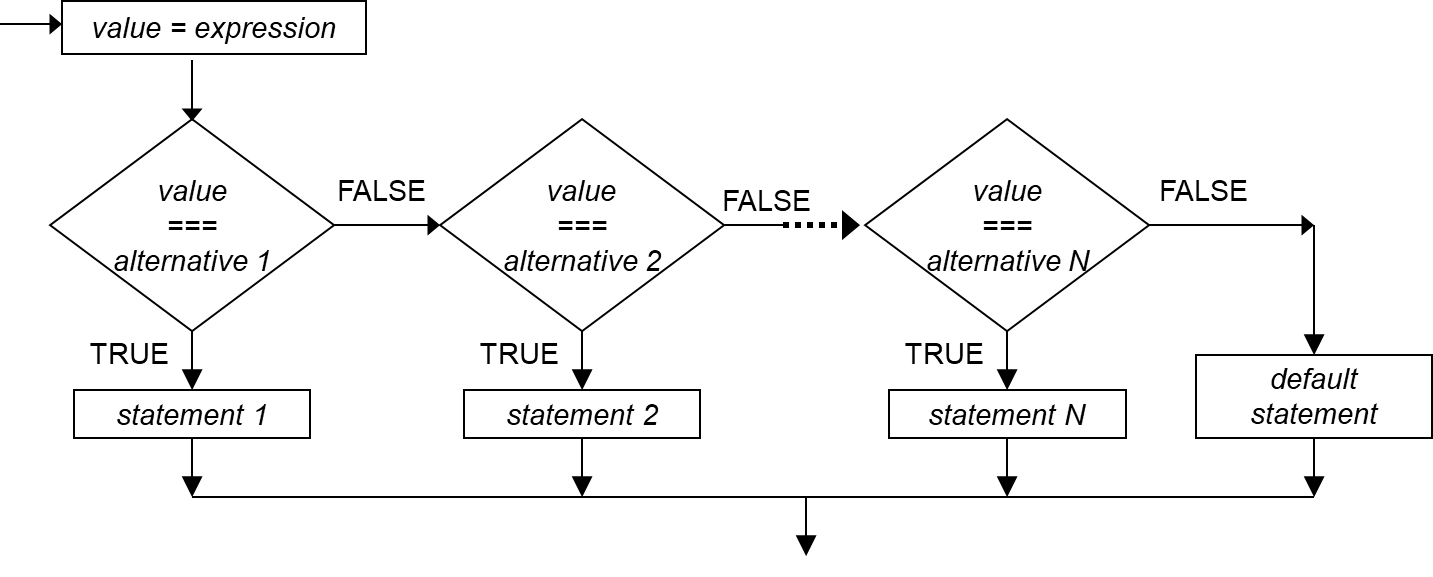 value = expression
value
===
alternative 1
FALSE
value
===
alternative 2
FALSE
value
===
alternative N
FALSE
TRUE
TRUE
TRUE
statement 1
statement 2
statement N
default
statement